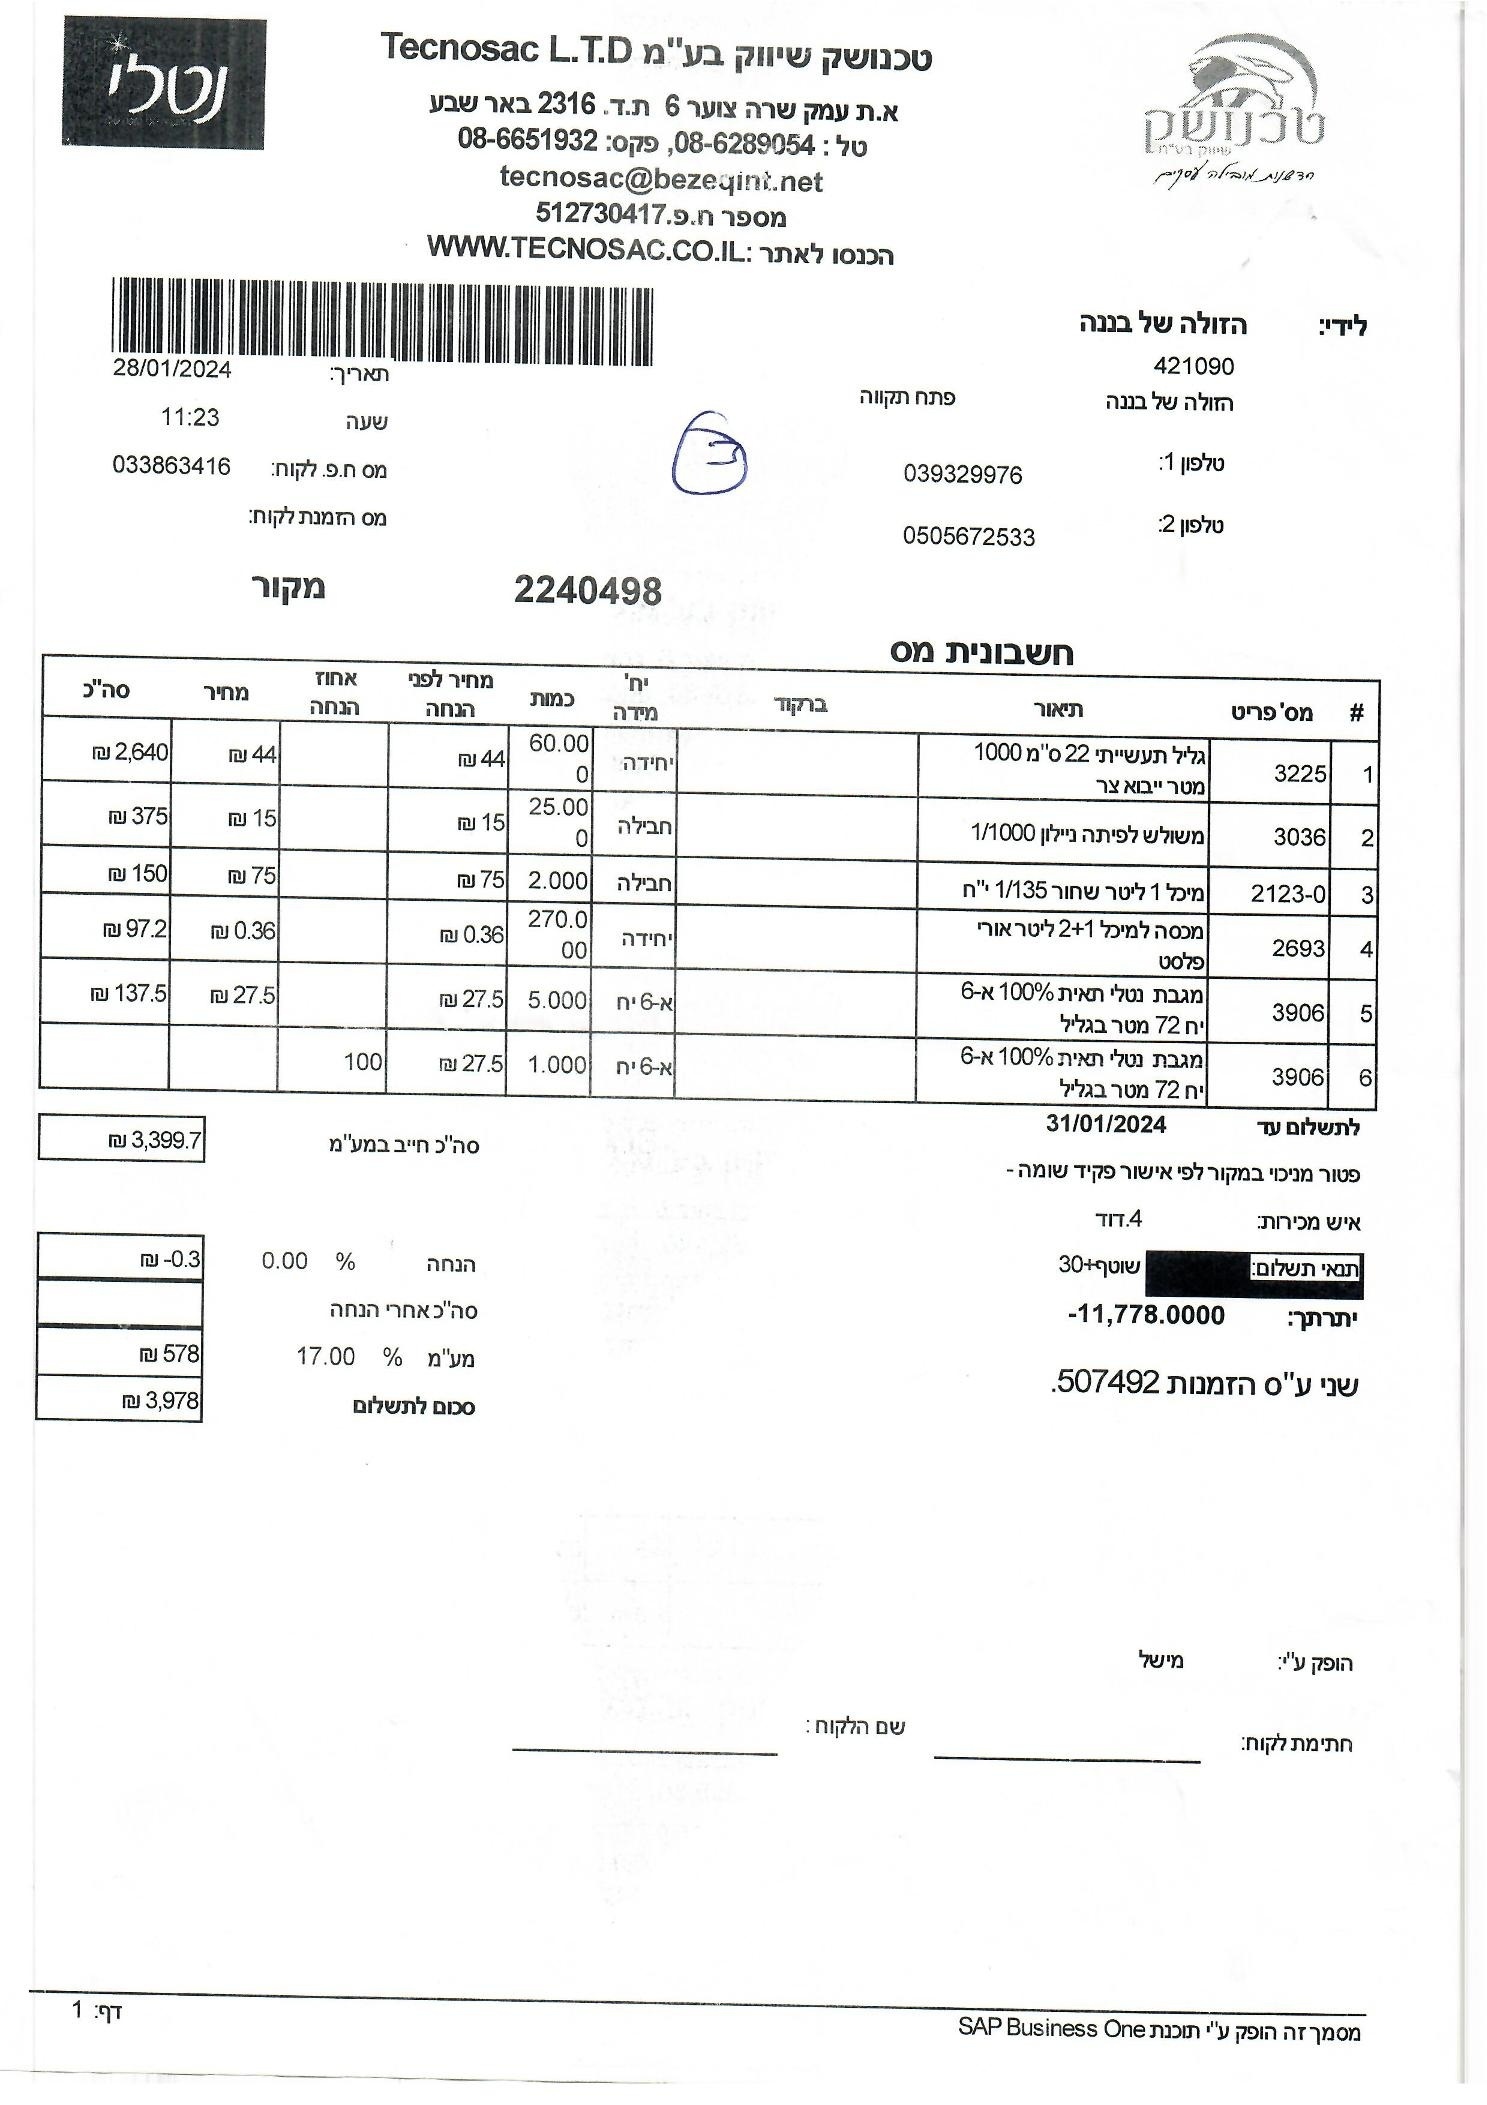 נטלי
טכנושק שיווק בע"מ Tecnosac L.T.D
א.ת עמק שרה צוער 6 ת.ד. 2316 באר שבע
טל : 08-6289054, פקס: 08-6651932
tecnosac@bezeqint.net
מספר ח.פ.512730417
הכנסו לאתר :WWW.TECNOSAC.CO.IL
טכנושק
שיווק בע"מ
חדשנות מובילה עסקים
לידי: הזולה של בננה
421090
הזולה של בננה פתח תקווה
טלפון 1: 039329976
טלפון 2: 0505672533
תאריך: 28/01/2024
שעה 11:23
מס ח.פ. לקוח: 033863416
מס הזמנת לקוח:
2240498 מקור
חשבונית מס
# מס' פריט תיאור ברקוד יח' מידה כמות מחיר לפני הנחה אחוז הנחה מחיר סה"כ
1 3225 גליל תעשייתי 22 ס"מ 1000 מטר ייבוא צר יחידה 60.000 44 ₪ 44 ₪ 2,640 ₪
2 3036 משולש לפיתה ניילון 1/1000 חבילה 25.000 15 ₪ 15 ₪ 375 ₪
3 2123-0 מיכל 1 ליטר שחור 1/135 י"ח חבילה 2.000 75 ₪ 75 ₪ 150 ₪
4 2693 מכסה למיכל 2+1 ליטר אורי פלסט יחידה 270.000 0.36 ₪ 0.36 ₪ 97.2 ₪
5 3906 מגבת נטלי תאית 100% א-6 יח 72 מטר בגליל א-6 יח 5.000 27.5 ₪ 27.5 ₪ 137.5 ₪
6 3906 מגבת נטלי תאית 100% א-6 יח 72 מטר בגליל א-6 יח 1.000 27.5 ₪ 100
לתשלום עד 31/01/2024
סה"כ חייב במע"מ 3,399.7 ₪
פטור מניכוי במקור לפי אישור פקיד שומה -
איש מכירות: 4.דוד
תנאי תשלום: שוטף+30
יתרתך: -11,778.0000
שני ע"ס הזמנות 507492.
הנחה % 0.00 -0.3 ₪
סה"כ אחרי הנחה
מע"מ % 17.00 578 ₪
סכום לתשלום 3,978 ₪
הופק ע"י: מישל
חתימת לקוח: שם הלקוח :
מסמך זה הופק ע"י תוכנת SAP Business One
דף: 1